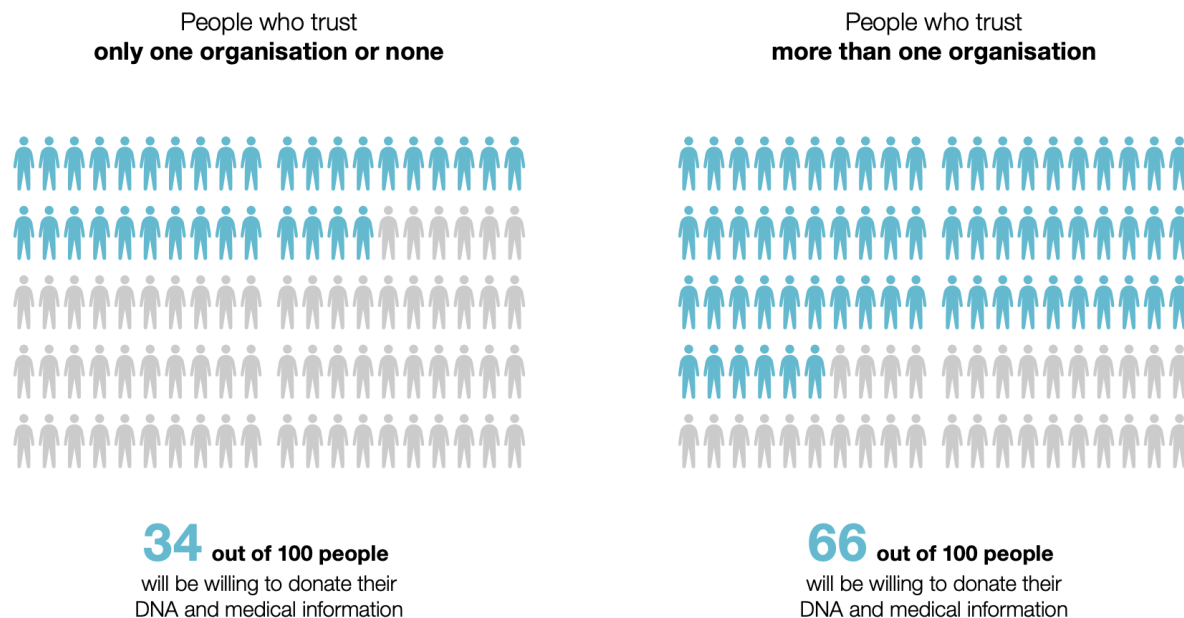 People who trust
only one organisation or none
34 out of 100 people
will be willing to donate their
DNA and medical information
People who trust
more than one organisation
66 out of 100 people
will be willing to donate their
DNA and medical information